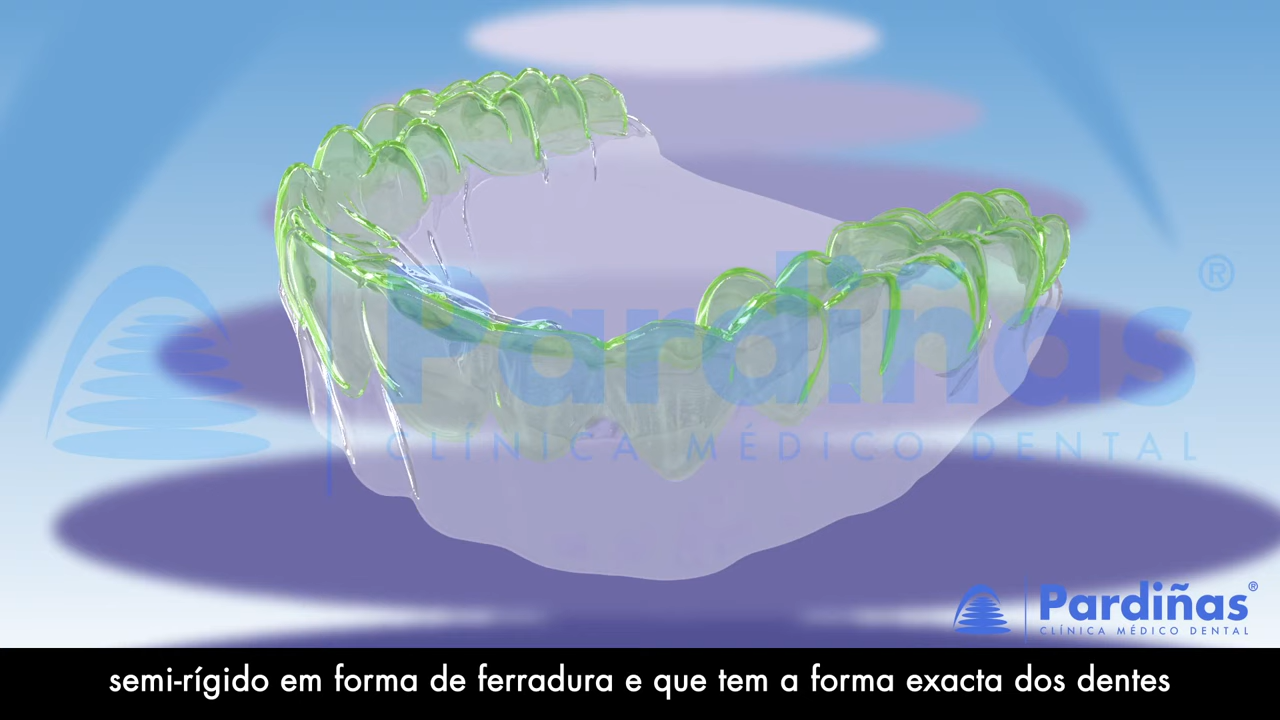 Pardiñas®
CLÍNICA MÉDICO DENTAL
Pardiñas®
CLÍNICA MÉDICO DENTAL
semi-rígido em forma de ferradura e que tem a forma exacta dos dentes